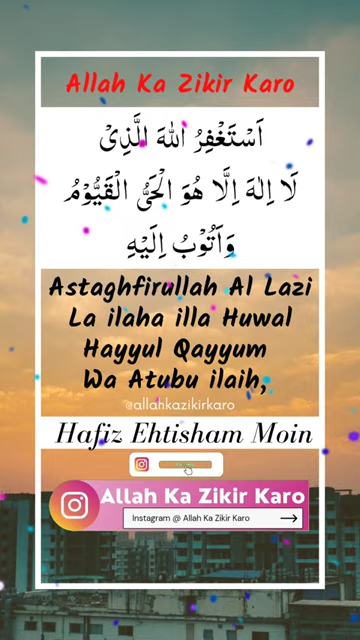 Allah Ka Zikir Karo
اَسْتَغْفِرُ اللهَ الَّذِىْ
لَا اِلٰهَ اِلَّا هُوَ الْحَىُّ الْقَيُّوْمُ
وَاَتُوْبُ اِلَيْهِ
Astaghfirullah Al Lazi
La ilaha illa Huwal
Hayyul Qayyum
Wa Atubu ilaih,
@allahkazikirkaro
Hafiz Ehtisham Moin
Allah Ka Zikir Karo
Instagram @ Allah Ka Zikir Karo